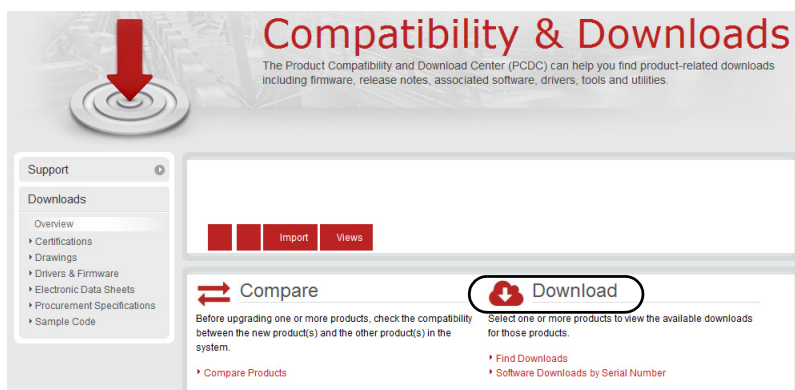 Compatibility & Downloads
The Product Compatibility and Download Center (PCDC) can help you find product-related downloads
including firmware, release notes, associated software, drivers, tools and utilities.
Support
Downloads
Overview
Certifications
Drawings
Drivers & Firmware
Electronic Data Sheets
Procurement Specifications
Sample Code
Import Views
Compare
Before upgrading one or more products, check the compatibility
between the new product(s) and the other product(s) in the
system.
Compare Products
Download
Select one or more products to view the available downloads
for those products.
Find Downloads
Software Downloads by Serial Number